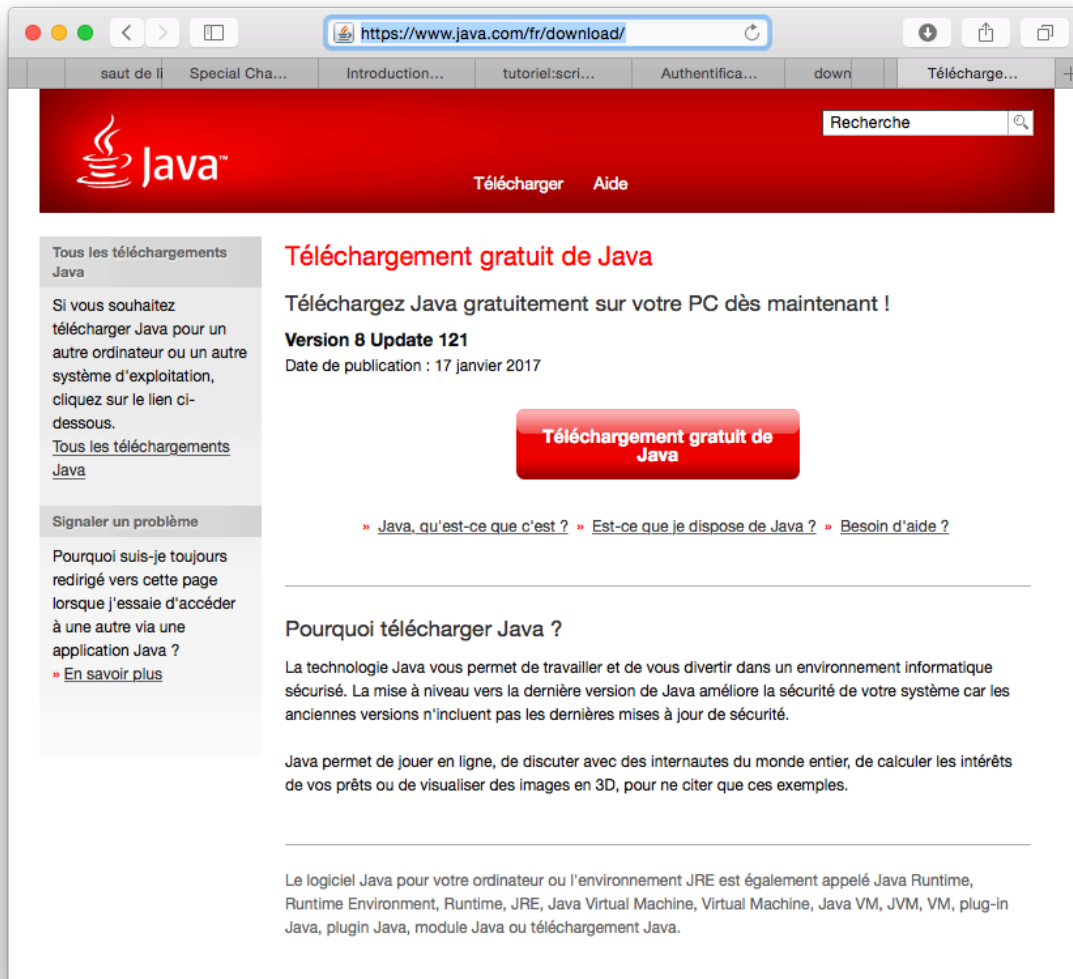 https://www.java.com/fr/download/
saut de li
Special Cha...
Introduction...
tutoriel:scri...
Authentifica...
down
Télécharge...
Recherche
Java™
Télécharger
Aide
Tous les téléchargements
Java
Si vous souhaitez
télécharger Java pour un
autre ordinateur ou un autre
système d'exploitation,
cliquez sur le lien ci-
dessous.
Tous les téléchargements
Java
Signaler un problème
Pourquoi suis-je toujours
redirigé vers cette page
lorsque j'essaie d'accéder
à une autre via une
application Java ?
» En savoir plus
Téléchargement gratuit de Java
Téléchargez Java gratuitement sur votre PC dès maintenant !
Version 8 Update 121
Date de publication : 17 janvier 2017
Téléchargement gratuit de
Java
» Java, qu'est-ce que c'est ? » Est-ce que je dispose de Java ? » Besoin d'aide ?
Pourquoi télécharger Java ?
La technologie Java vous permet de travailler et de vous divertir dans un environnement informatique
sécurisé. La mise à niveau vers la dernière version de Java améliore la sécurité de votre système car les
anciennes versions n'incluent pas les dernières mises à jour de sécurité.
Java permet de jouer en ligne, de discuter avec des internautes du monde entier, de calculer les intérêts
de vos prêts ou de visualiser des images en 3D, pour ne citer que ces exemples.
Le logiciel Java pour votre ordinateur ou l'environnement JRE est également appelé Java Runtime,
Runtime Environment, Runtime, JRE, Java Virtual Machine, Virtual Machine, Java VM, JVM, VM, plug-in
Java, plugin Java, module Java ou téléchargement Java.